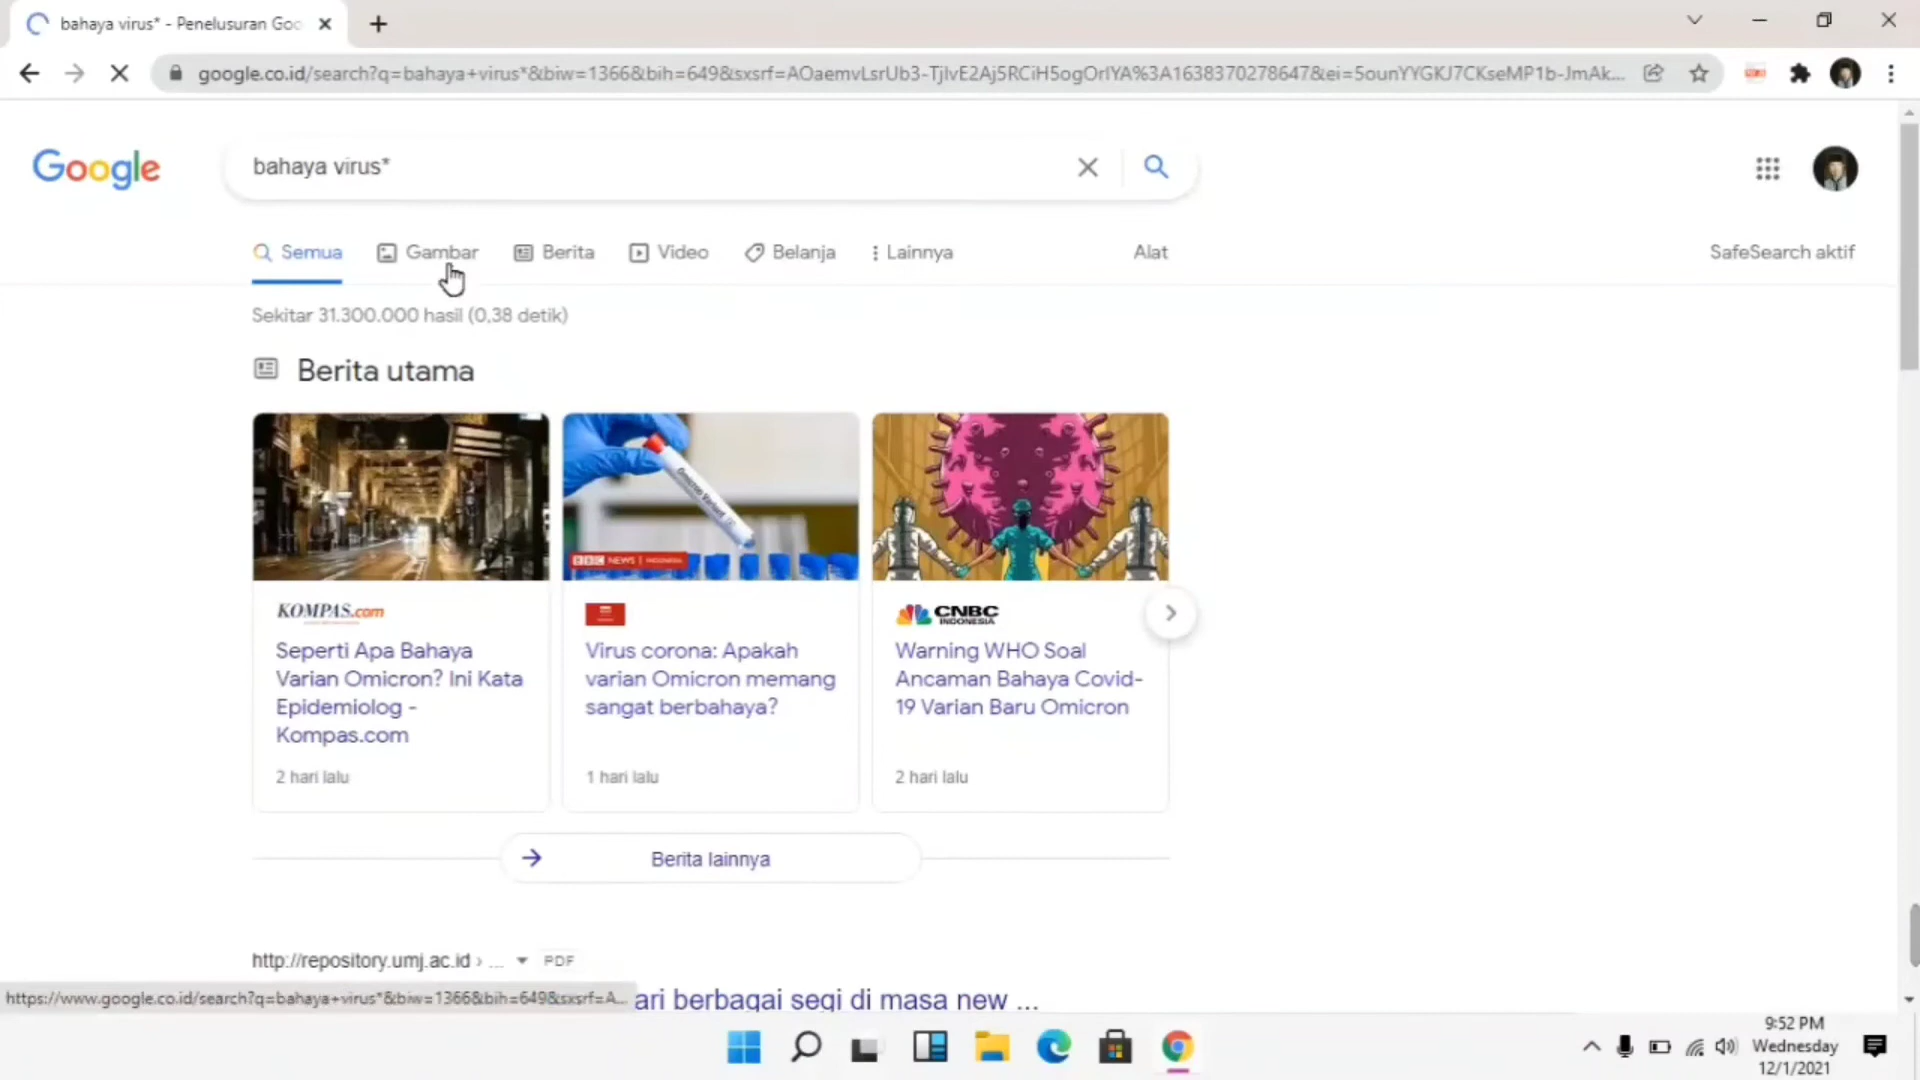 bahaya virus* - Penelusuran Goo
google.co.id/search?q=bahaya+virus*&biw=1366&bih=649&sxsrf=AOaemvLsrUb3-TjIvE2Aj5RCiH5ogOrIYA%3A1638370278647&ei=5ounYYGKJ7CKseMP1b-JmAk...
Google
bahaya virus*
Semua
Gambar
Berita
Video
Belanja
Lainnya
Alat
SafeSearch aktif
Sekitar 31.300.000 hasil (0,38 detik)
Berita utama
Omicron Variant
BBC NEWS | INDONESIA
KOMPAS.com
Seperti Apa Bahaya
Varian Omicron? Ini Kata
Epidemiolog -
Kompas.com
2 hari lalu
Virus corona: Apakah
varian Omicron memang
sangat berbahaya?
1 hari lalu
CNBC
INDONESIA
Warning WHO Soal
Ancaman Bahaya Covid-
19 Varian Baru Omicron
2 hari lalu
Berita lainnya
http://repository.umj.ac.id › ...
PDF
ari berbagai segi di masa new ...
https://www.google.co.id/search?q=bahaya+virus*&biw=1366&bih=649&sxsrf=A...
9:52 PM
Wednesday
12/1/2021